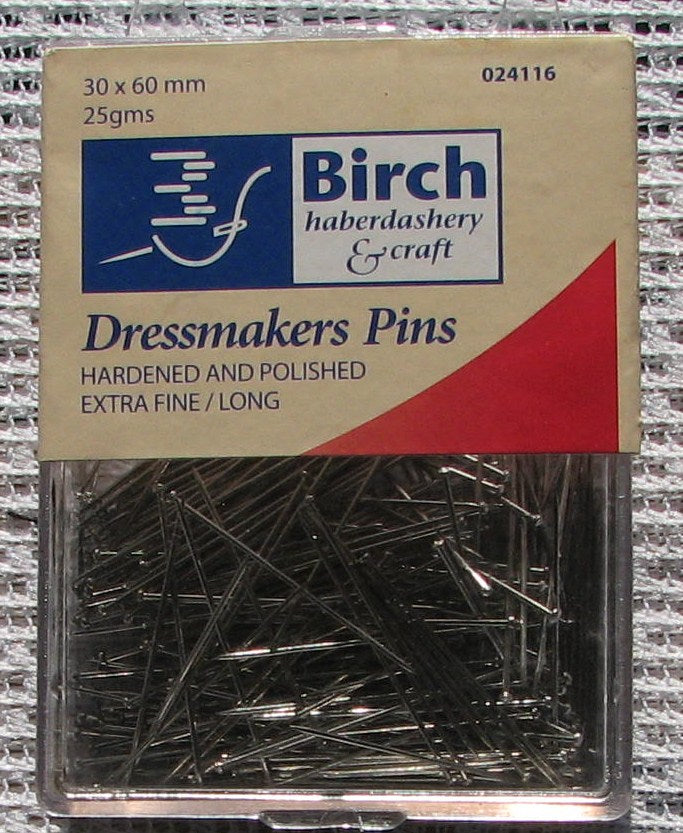 30 x 60 mm
25gms
024116
Birch
haberdashery
& craft
Dressmakers Pins
HARDENED AND POLISHED
EXTRA FINE / LONG